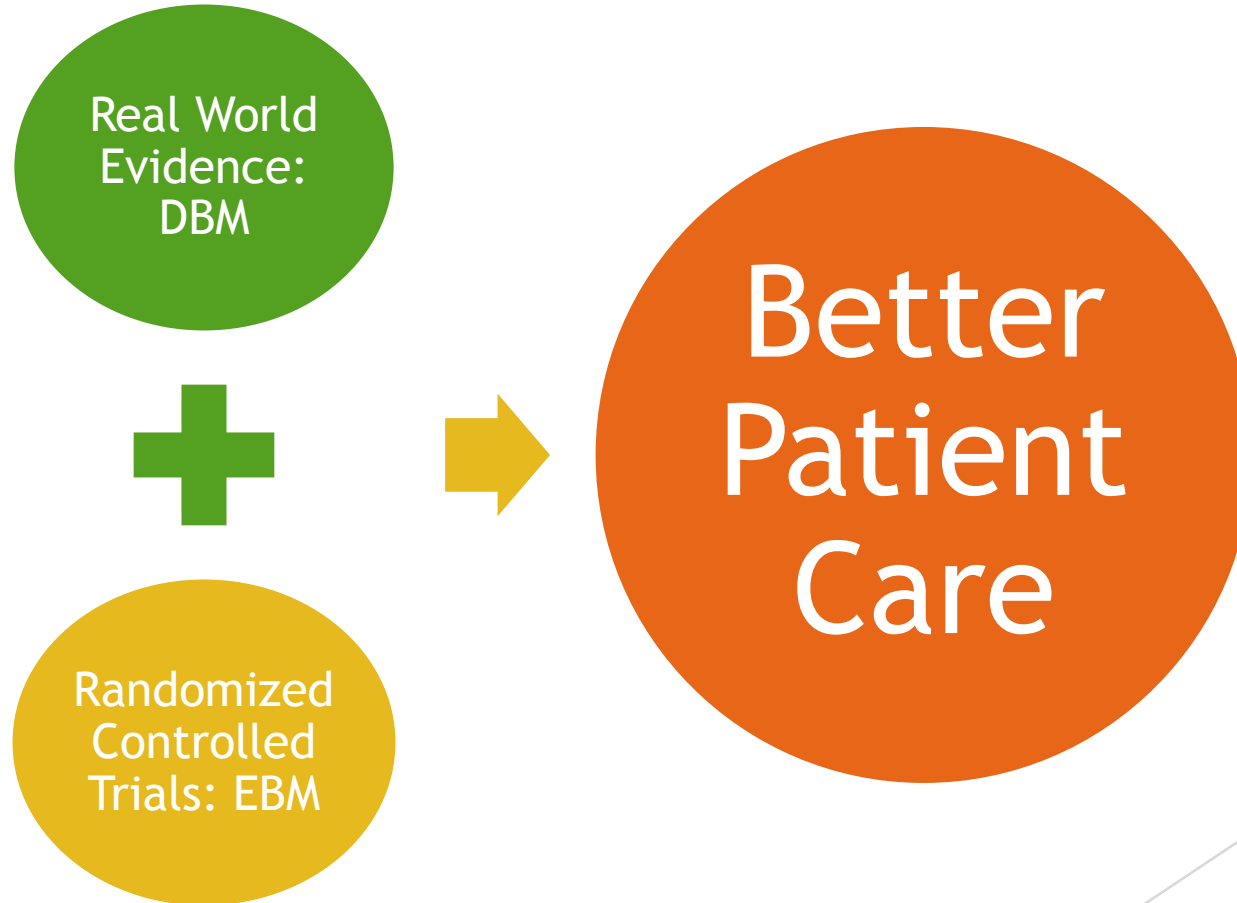 Real World
Evidence:
DBM
Randomized
Controlled
Trials: EBM
Better
Patient
Care